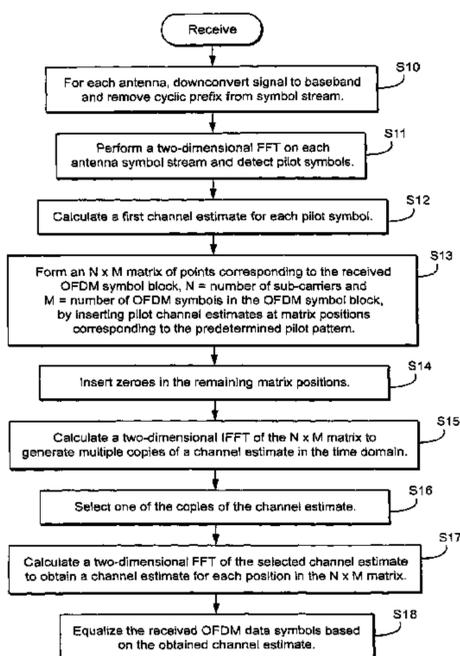 Receive
S10
For each antenna, downconvert signal to baseband
and remove cyclic prefix from symbol stream.
S11
Perform a two-dimensional FFT on each
antenna symbol stream and detect pilot symbols.
S12
Calculate a first channel estimate for each pilot symbol.
S13
Form an N x M matrix of points corresponding to the received
OFDM symbol block, N = number of sub-carriers and
M = number of OFDM symbols in the OFDM symbol block,
by inserting pilot channel estimates at matrix positions
corresponding to the predetermined pilot pattern.
S14
Insert zeroes in the remaining matrix positions.
S15
Calculate a two-dimensional IFFT of the N x M matrix to
generate multiple copies of a channel estimate in the time domain.
S16
Select one of the copies of the channel estimate.
S17
Calculate a two-dimensional FFT of the selected channel estimate
to obtain a channel estimate for each position in the N x M matrix.
S18
Equalize the received OFDM data symbols based
on the obtained channel estimate.